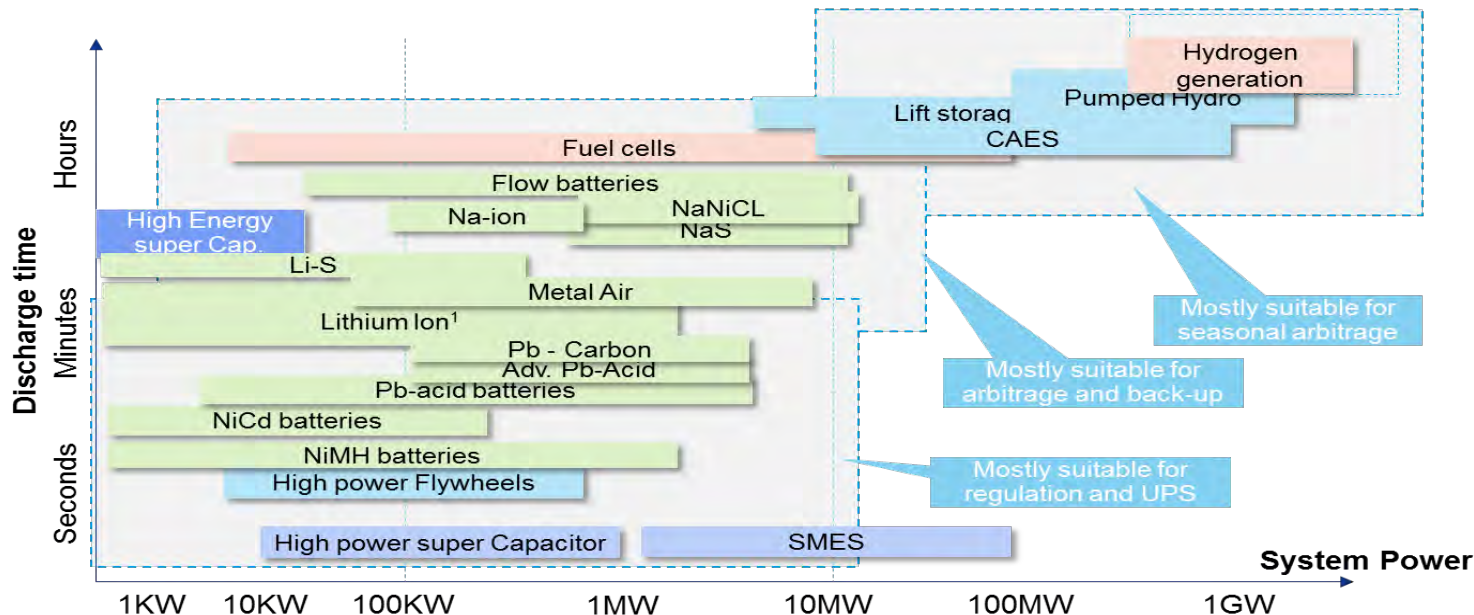 Hydrogen
generation
Pumped Hydro
Lift storag
CAES
Fuel cells
Flow batteries
Na-ion
NaNiCL
NaS
High Energy
super Cap.
Li-S
Metal Air
Lithium Ion¹
Pb - Carbon
Adv. Pb-Acid
Pb-acid batteries
NiCd batteries
NiMH batteries
High power Flywheels
High power super Capacitor
SMES
Mostly suitable for
seasonal arbitrage
Mostly suitable for
arbitrage and back-up
Mostly suitable for
regulation and UPS
Discharge time
Hours
Minutes
Seconds
System Power
1KW 10KW 100KW 1MW 10MW 100MW 1GW